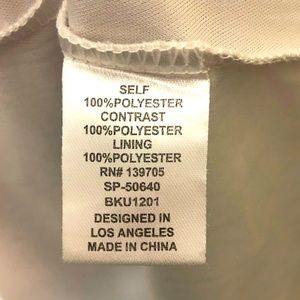 SELF
100%POLYESTER
CONTRAST
100%POLYESTER
LINING
100%POLYESTER
RN# 139705
SP-50640
BKU1201
DESIGNED IN
LOS ANGELES
MADE IN CHINA